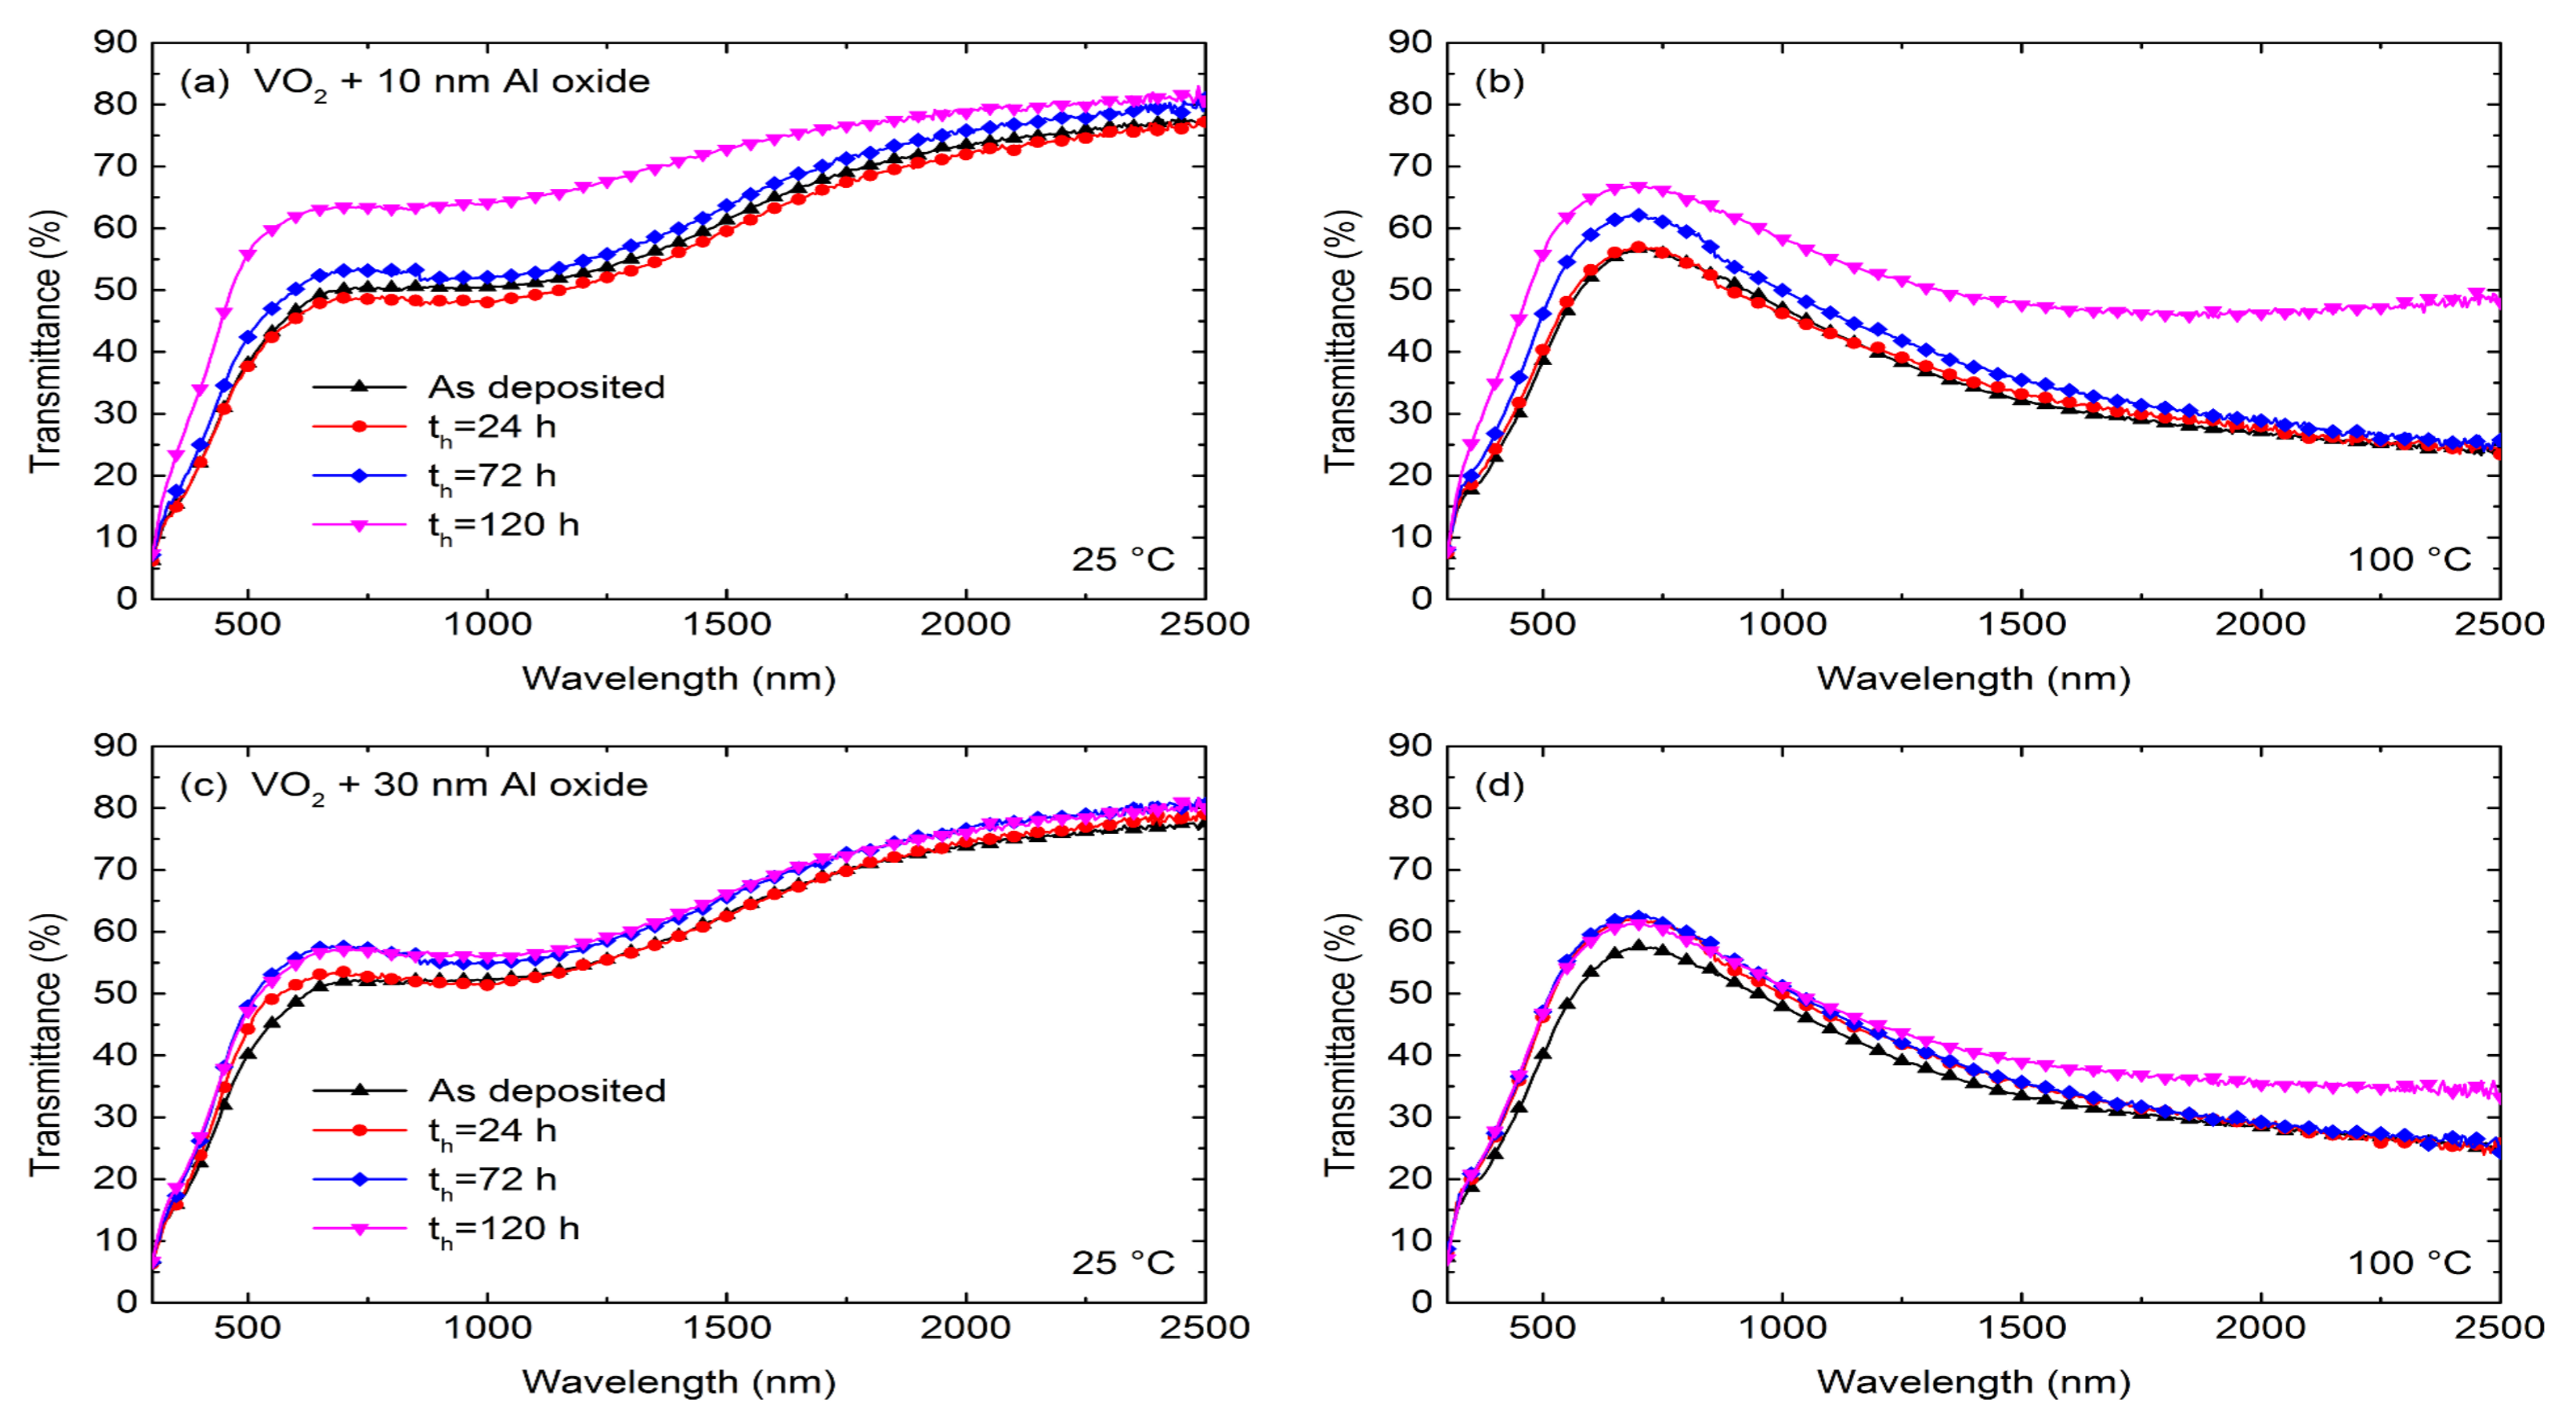 (a) VO₂ + 10 nm Al oxide
Transmittance (%)
90
80
70
60
50
40
30
20
10
0
As deposited
tₕ=24 h
tₕ=72 h
tₕ=120 h
25 °C
500 1000 1500 2000 2500
Wavelength (nm)
(b)
Transmittance (%)
90
80
70
60
50
40
30
20
10
0
100 °C
500 1000 1500 2000 2500
Wavelength (nm)
(c) VO₂ + 30 nm Al oxide
Transmittance (%)
90
80
70
60
50
40
30
20
10
0
As deposited
tₕ=24 h
tₕ=72 h
tₕ=120 h
25 °C
500 1000 1500 2000 2500
Wavelength (nm)
(d)
Transmittance (%)
90
80
70
60
50
40
30
20
10
0
100 °C
500 1000 1500 2000 2500
Wavelength (nm)